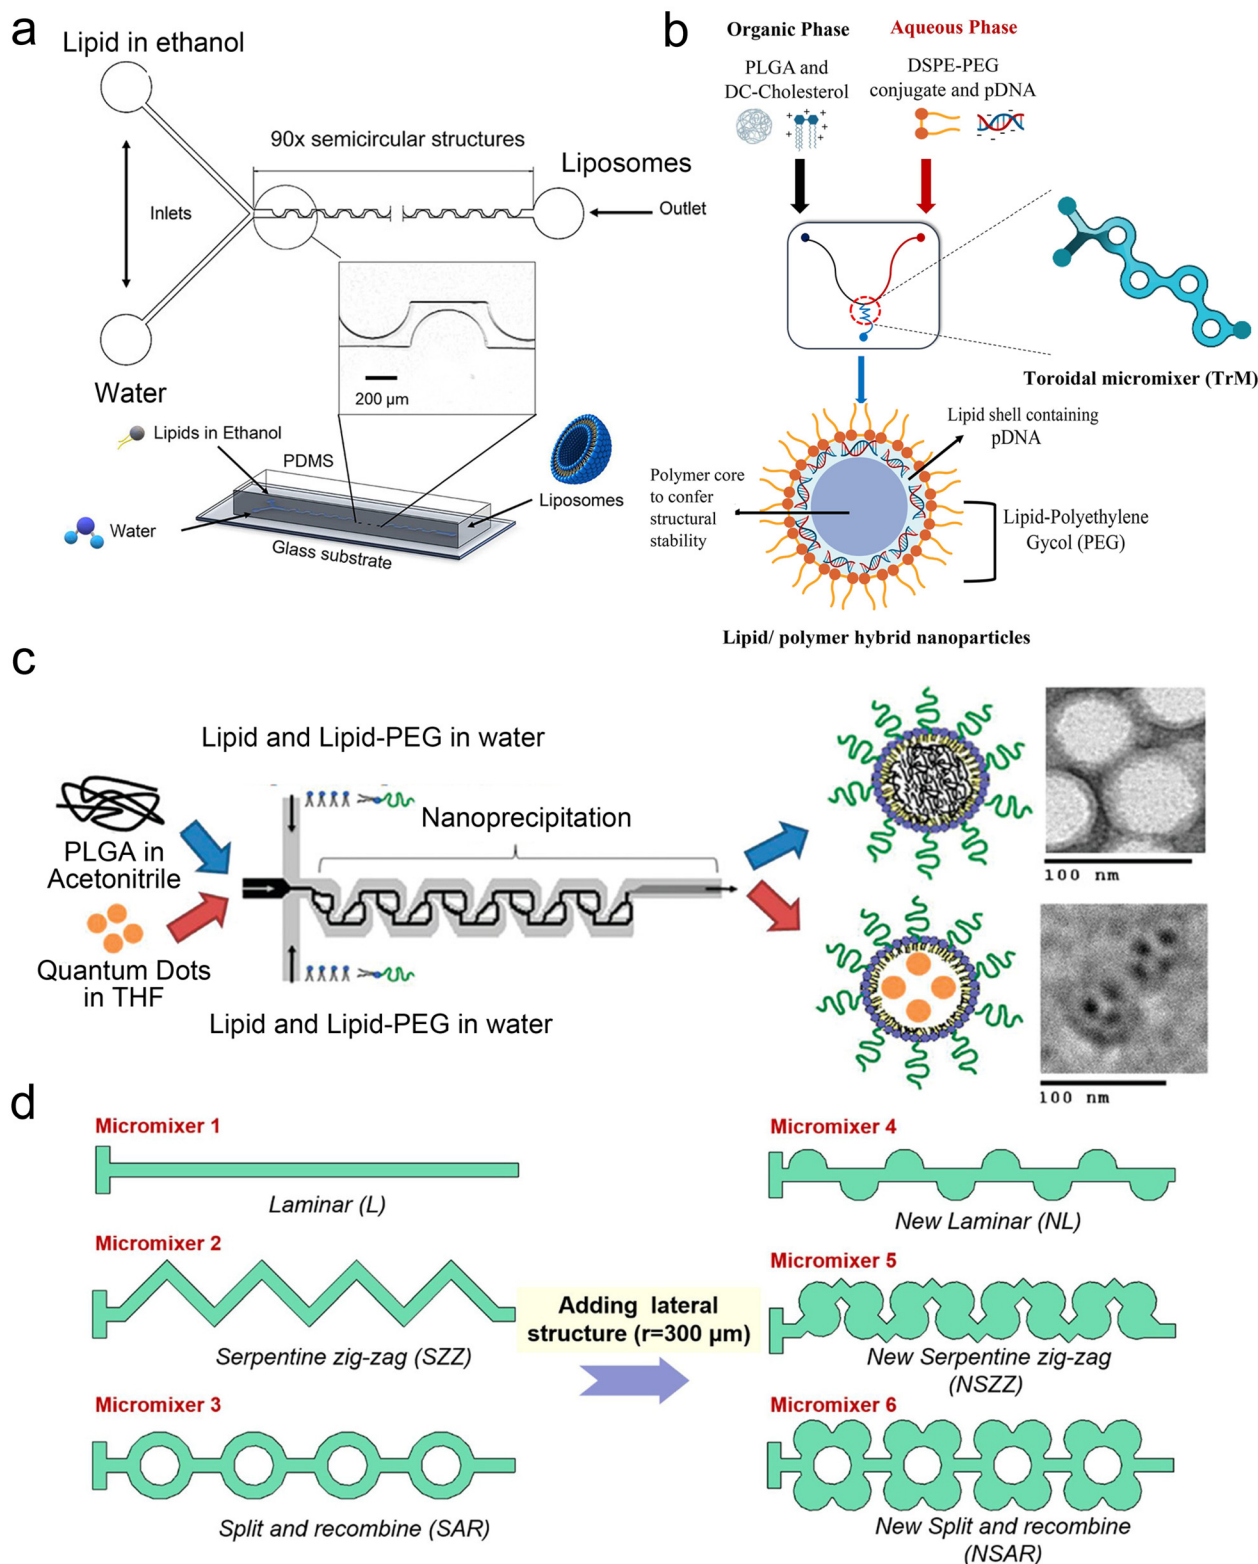 a
Lipid in ethanol
90x semicircular structures
Liposomes
Inlets
Outlet
200 µm
Water
Lipids in Ethanol
PDMS
Liposomes
Water
Glass substrate
b
Organic Phase
Aqueous Phase
PLGA and
DC-Cholesterol
DSPE-PEG
conjugate and pDNA
Toroidal micromixer (TrM)
Lipid shell containing
pDNA
Polymer core
to confer
structural
stability
Lipid-Polyethylene
Gycol (PEG)
Lipid/ polymer hybrid nanoparticles
c
Lipid and Lipid-PEG in water
Nanoprecipitation
PLGA in
Acetonitrile
Quantum Dots
in THF
Lipid and Lipid-PEG in water
100 nm
100 nm
d
Micromixer 1
Laminar (L)
Micromixer 2
Serpentine zig-zag (SZZ)
Micromixer 3
Split and recombine (SAR)
Adding lateral
structure (r=300 µm)
Micromixer 4
New Laminar (NL)
Micromixer 5
New Serpentine zig-zag
(NSZZ)
Micromixer 6
New Split and recombine
(NSAR)